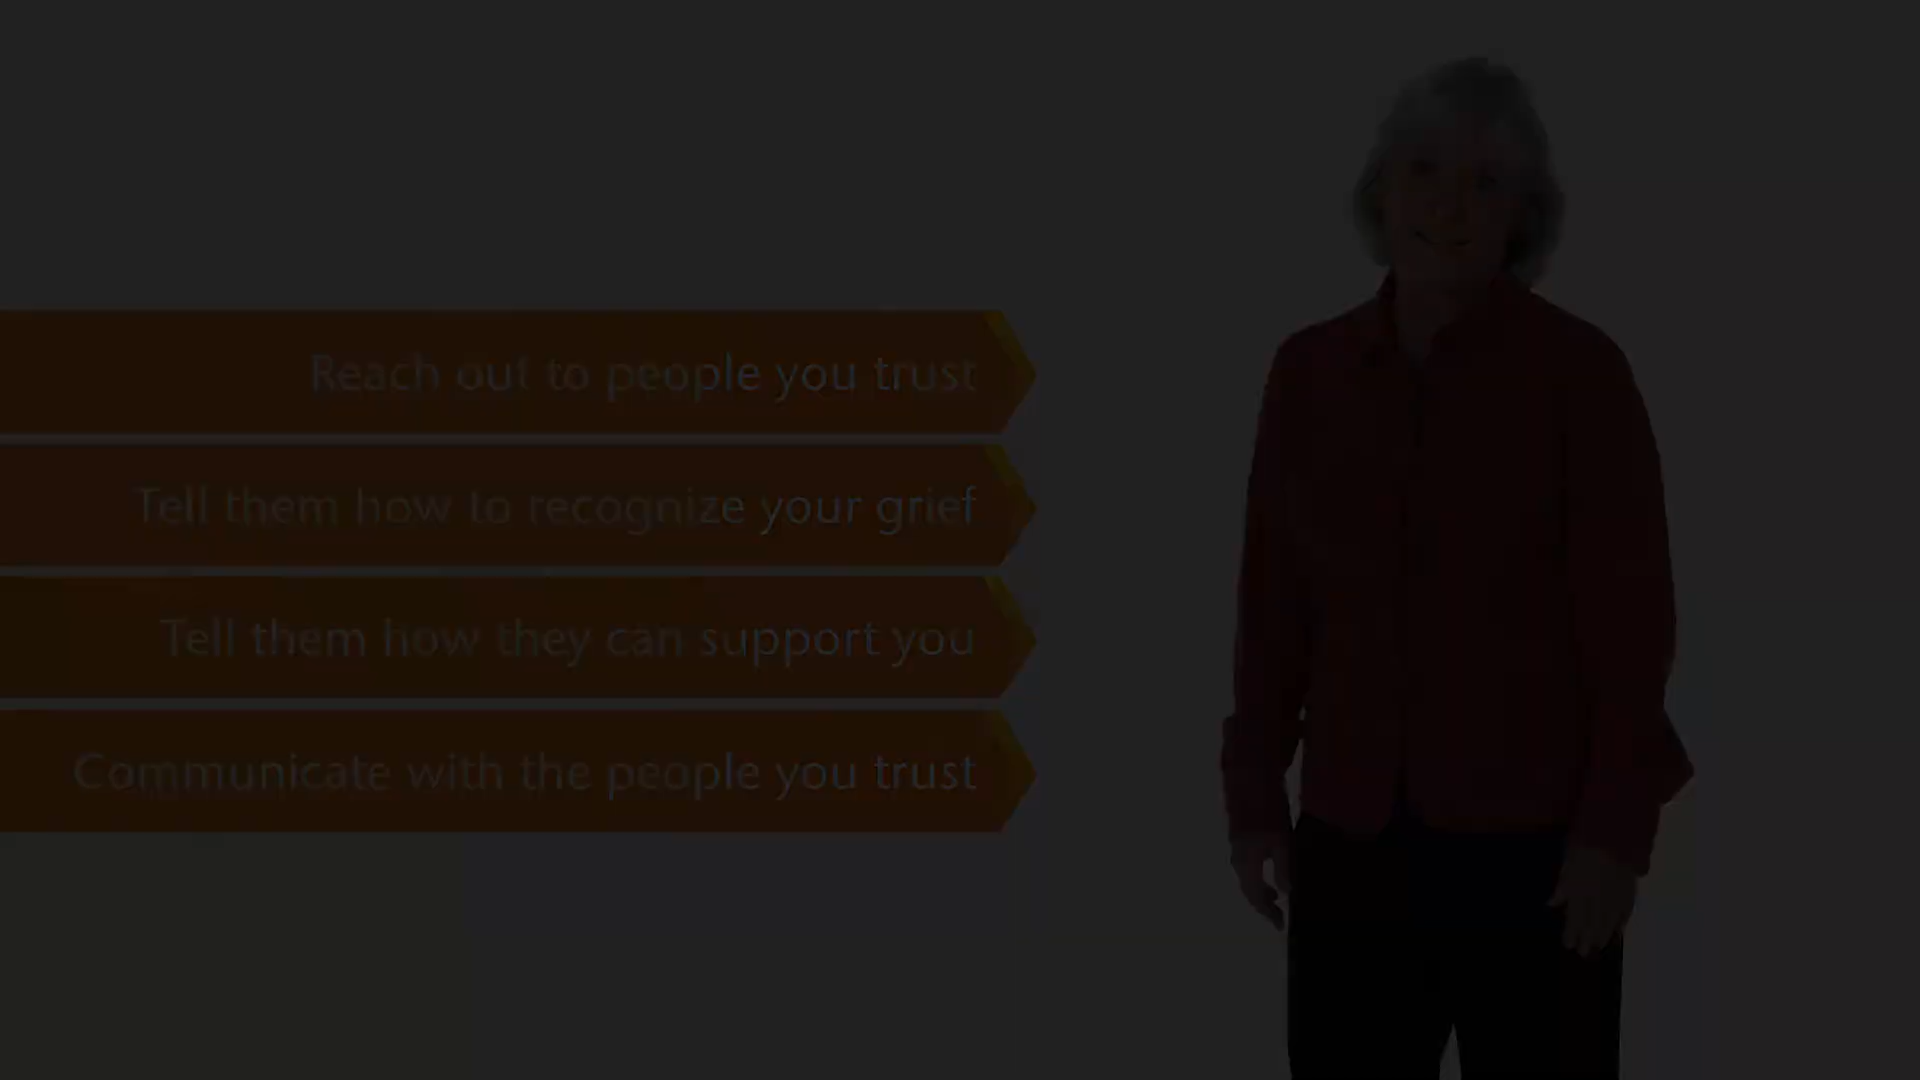 Reach out to people you trust
Tell them how to recognize your grief
Tell them how they can support you
Communicate with the people you trust